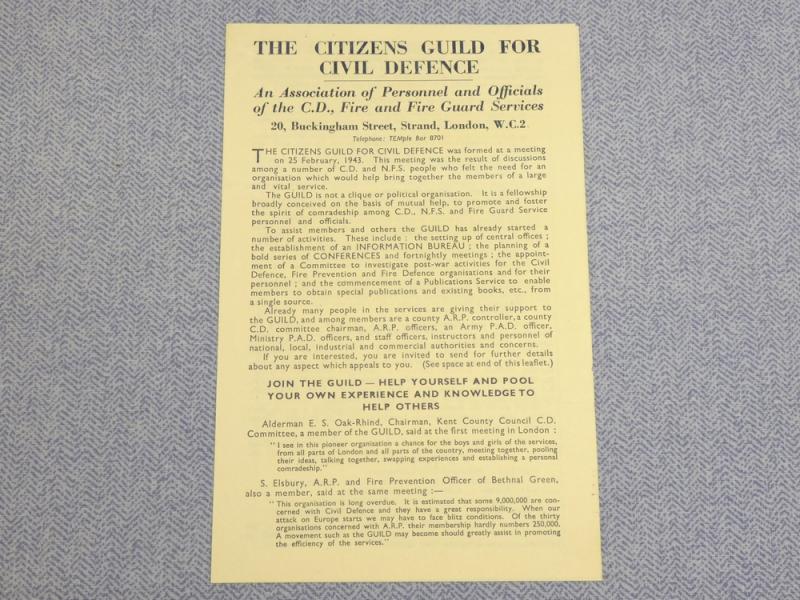 THE CITIZENS GUILD FOR
CIVIL DEFENCE
An Association of Personnel and Officials
of the C.D., Fire and Fire Guard Services
20, Buckingham Street, Strand, London, W.C.2
Telephone: TEMple Bar 8701
THE CITIZENS GUILD FOR CIVIL DEFENCE was formed at a meeting
on 25 February, 1943. This meeting was the result of discussions
among a number of C.D. and N.F.S. people who felt the need for an
organisation which would help bring together the members of a large
and vital service.
The GUILD is not a clique or political organisation. It is a fellowship
broadly conceived on the basis of mutual help, to promote and foster
the spirit of comradeship among C.D., N.F.S. and Fire Guard Service
personnel and officials.
To assist members and others the GUILD has already started a
number of activities. These include : the setting up of central offices ;
the establishment of an INFORMATION BUREAU ; the planning of a
bold series of CONFERENCES and fortnightly meetings ; the appoint-
ment of a Committee to investigate post-war activities for the Civil
Defence, Fire Prevention and Fire Defence organisations and for their
personnel ; and the commencement of a Publications Service to enable
members to obtain special publications and existing books, etc., from
a single source.
Already many people in the services are giving their support to
the GUILD, and among members are a county A.R.P. controller, a county
C.D. committee chairman, A.R.P. officers, an Army P.A.D. officer,
Ministry P.A.D. officers, and staff officers, instructors and personnel of
national, local, industrial and commercial authorities and concerns.
If you are interested, you are invited to send for further details
about any aspect which appeals to you. (See space at end of this leaflet.)
JOIN THE GUILD — HELP YOURSELF AND POOL
YOUR OWN EXPERIENCE AND KNOWLEDGE TO
HELP OTHERS
Alderman E. S. Oak-Rhind, Chairman, Kent County Council C.D.
Committee, a member of the GUILD, said at the first meeting in London :
" I see in this pioneer organisation a chance for the boys and girls of the services,
from all parts of London and all parts of the country, meeting together, pooling
their ideas, talking together, swapping experiences and establishing a personal
comradeship."
S. Elsbury, A.R.P. and Fire Prevention Officer of Bethnal Green,
also a member, said at the same meeting :—
" This organisation is long overdue. It is estimated that some 9,000,000 are con-
cerned with Civil Defence and they have a great responsibility. When our
attack on Europe starts we may have to face blitz conditions. Of the thirty
organisations concerned with A.R.P. their membership hardly numbers 250,000.
A movement such as the GUILD may become should greatly assist in promoting
the efficiency of the services."